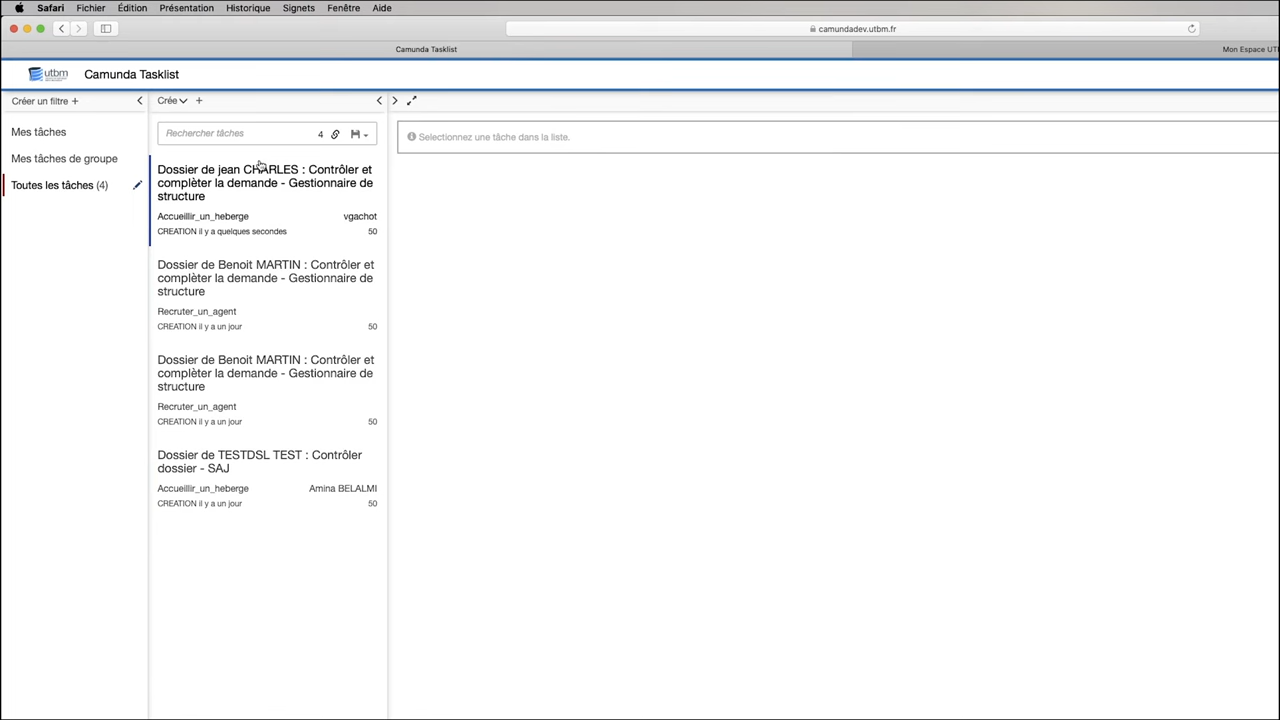 Safari Fichier Édition Présentation Historique Signets Fenêtre Aide
camundadev.utbm.fr
Camunda Tasklist Mon Espace UT
utbm Camunda Tasklist
Créer un filtre + Crée +
Mes tâches
Mes tâches de groupe
Toutes les tâches (4)
Rechercher tâches 4
Dossier de jean CHARLES : Contrôler et
complèter la demande - Gestionnaire de
structure
Accueillir_un_heberge vgachot
CREATION il y a quelques secondes 50
Dossier de Benoit MARTIN : Contrôler et
complèter la demande - Gestionnaire de
structure
Recruter_un_agent
CREATION il y a un jour 50
Dossier de Benoit MARTIN : Contrôler et
complèter la demande - Gestionnaire de
structure
Recruter_un_agent
CREATION il y a un jour 50
Dossier de TESTDSL TEST : Contrôler
dossier - SAJ
Accueillir_un_heberge Amina BELALMI
CREATION il y a un jour 50
Selectionnez une tâche dans la liste.